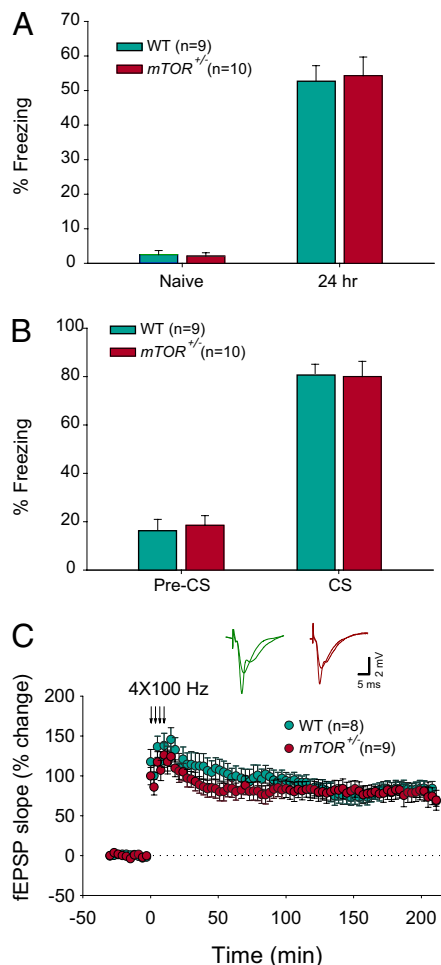 A
WT (n=9)
mTOR+/- (n=10)
% Freezing
70
60
50
40
30
20
10
0
Naive
24 hr
B
WT (n=9)
mTOR+/- (n=10)
% Freezing
100
80
60
40
20
0
Pre-CS
CS
C
2 mV
5 ms
4X100 Hz
WT (n=8)
mTOR+/- (n=9)
fEPSP slope (% change)
200
150
100
50
0
-50
-50
0
50
100
150
200
Time (min)